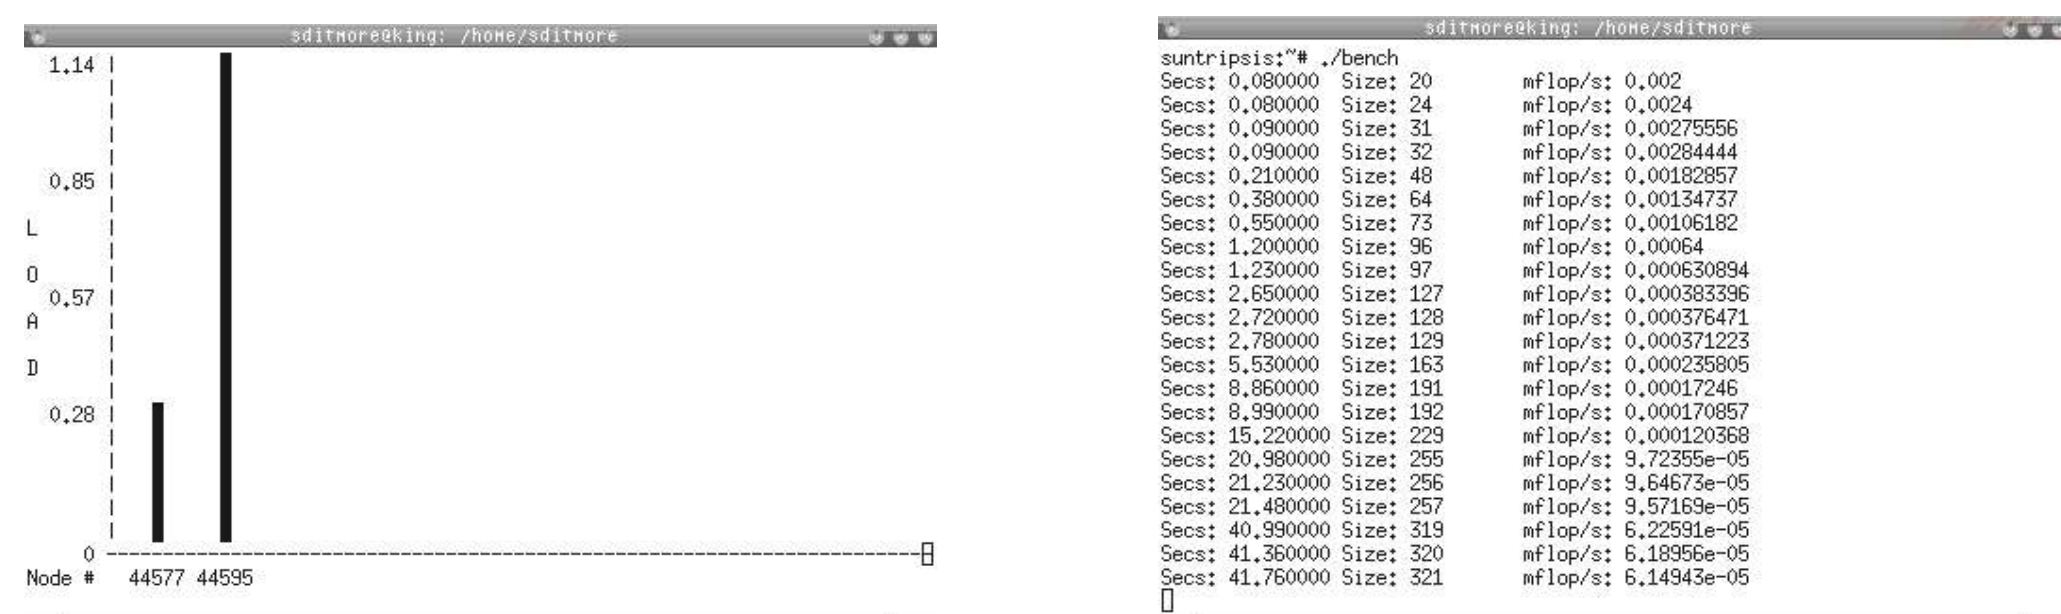 sditmore@king: /home/sditmore
1.14
0.85
L
O
0.57
A
D
0.28
0
Node # 44577 44595
sditmore@king: /home/sditmore
suntripsis:~# ./bench
Secs: 0.080000 Size: 20 mflop/s: 0.002
Secs: 0.080000 Size: 24 mflop/s: 0.0024
Secs: 0.090000 Size: 31 mflop/s: 0.00275556
Secs: 0.090000 Size: 32 mflop/s: 0.00284444
Secs: 0.210000 Size: 48 mflop/s: 0.00182857
Secs: 0.380000 Size: 64 mflop/s: 0.00134737
Secs: 0.550000 Size: 73 mflop/s: 0.00106182
Secs: 1.200000 Size: 96 mflop/s: 0.00064
Secs: 1.230000 Size: 97 mflop/s: 0.000630894
Secs: 2.650000 Size: 127 mflop/s: 0.000383396
Secs: 2.720000 Size: 128 mflop/s: 0.000376471
Secs: 2.780000 Size: 129 mflop/s: 0.000371223
Secs: 5.530000 Size: 163 mflop/s: 0.000235805
Secs: 8.860000 Size: 191 mflop/s: 0.00017246
Secs: 8.990000 Size: 192 mflop/s: 0.000170857
Secs: 15.220000 Size: 229 mflop/s: 0.000120368
Secs: 20.980000 Size: 255 mflop/s: 9.72355e-05
Secs: 21.230000 Size: 256 mflop/s: 9.64673e-05
Secs: 21.480000 Size: 257 mflop/s: 9.57169e-05
Secs: 40.990000 Size: 319 mflop/s: 6.22591e-05
Secs: 41.360000 Size: 320 mflop/s: 6.18956e-05
Secs: 41.760000 Size: 321 mflop/s: 6.14943e-05